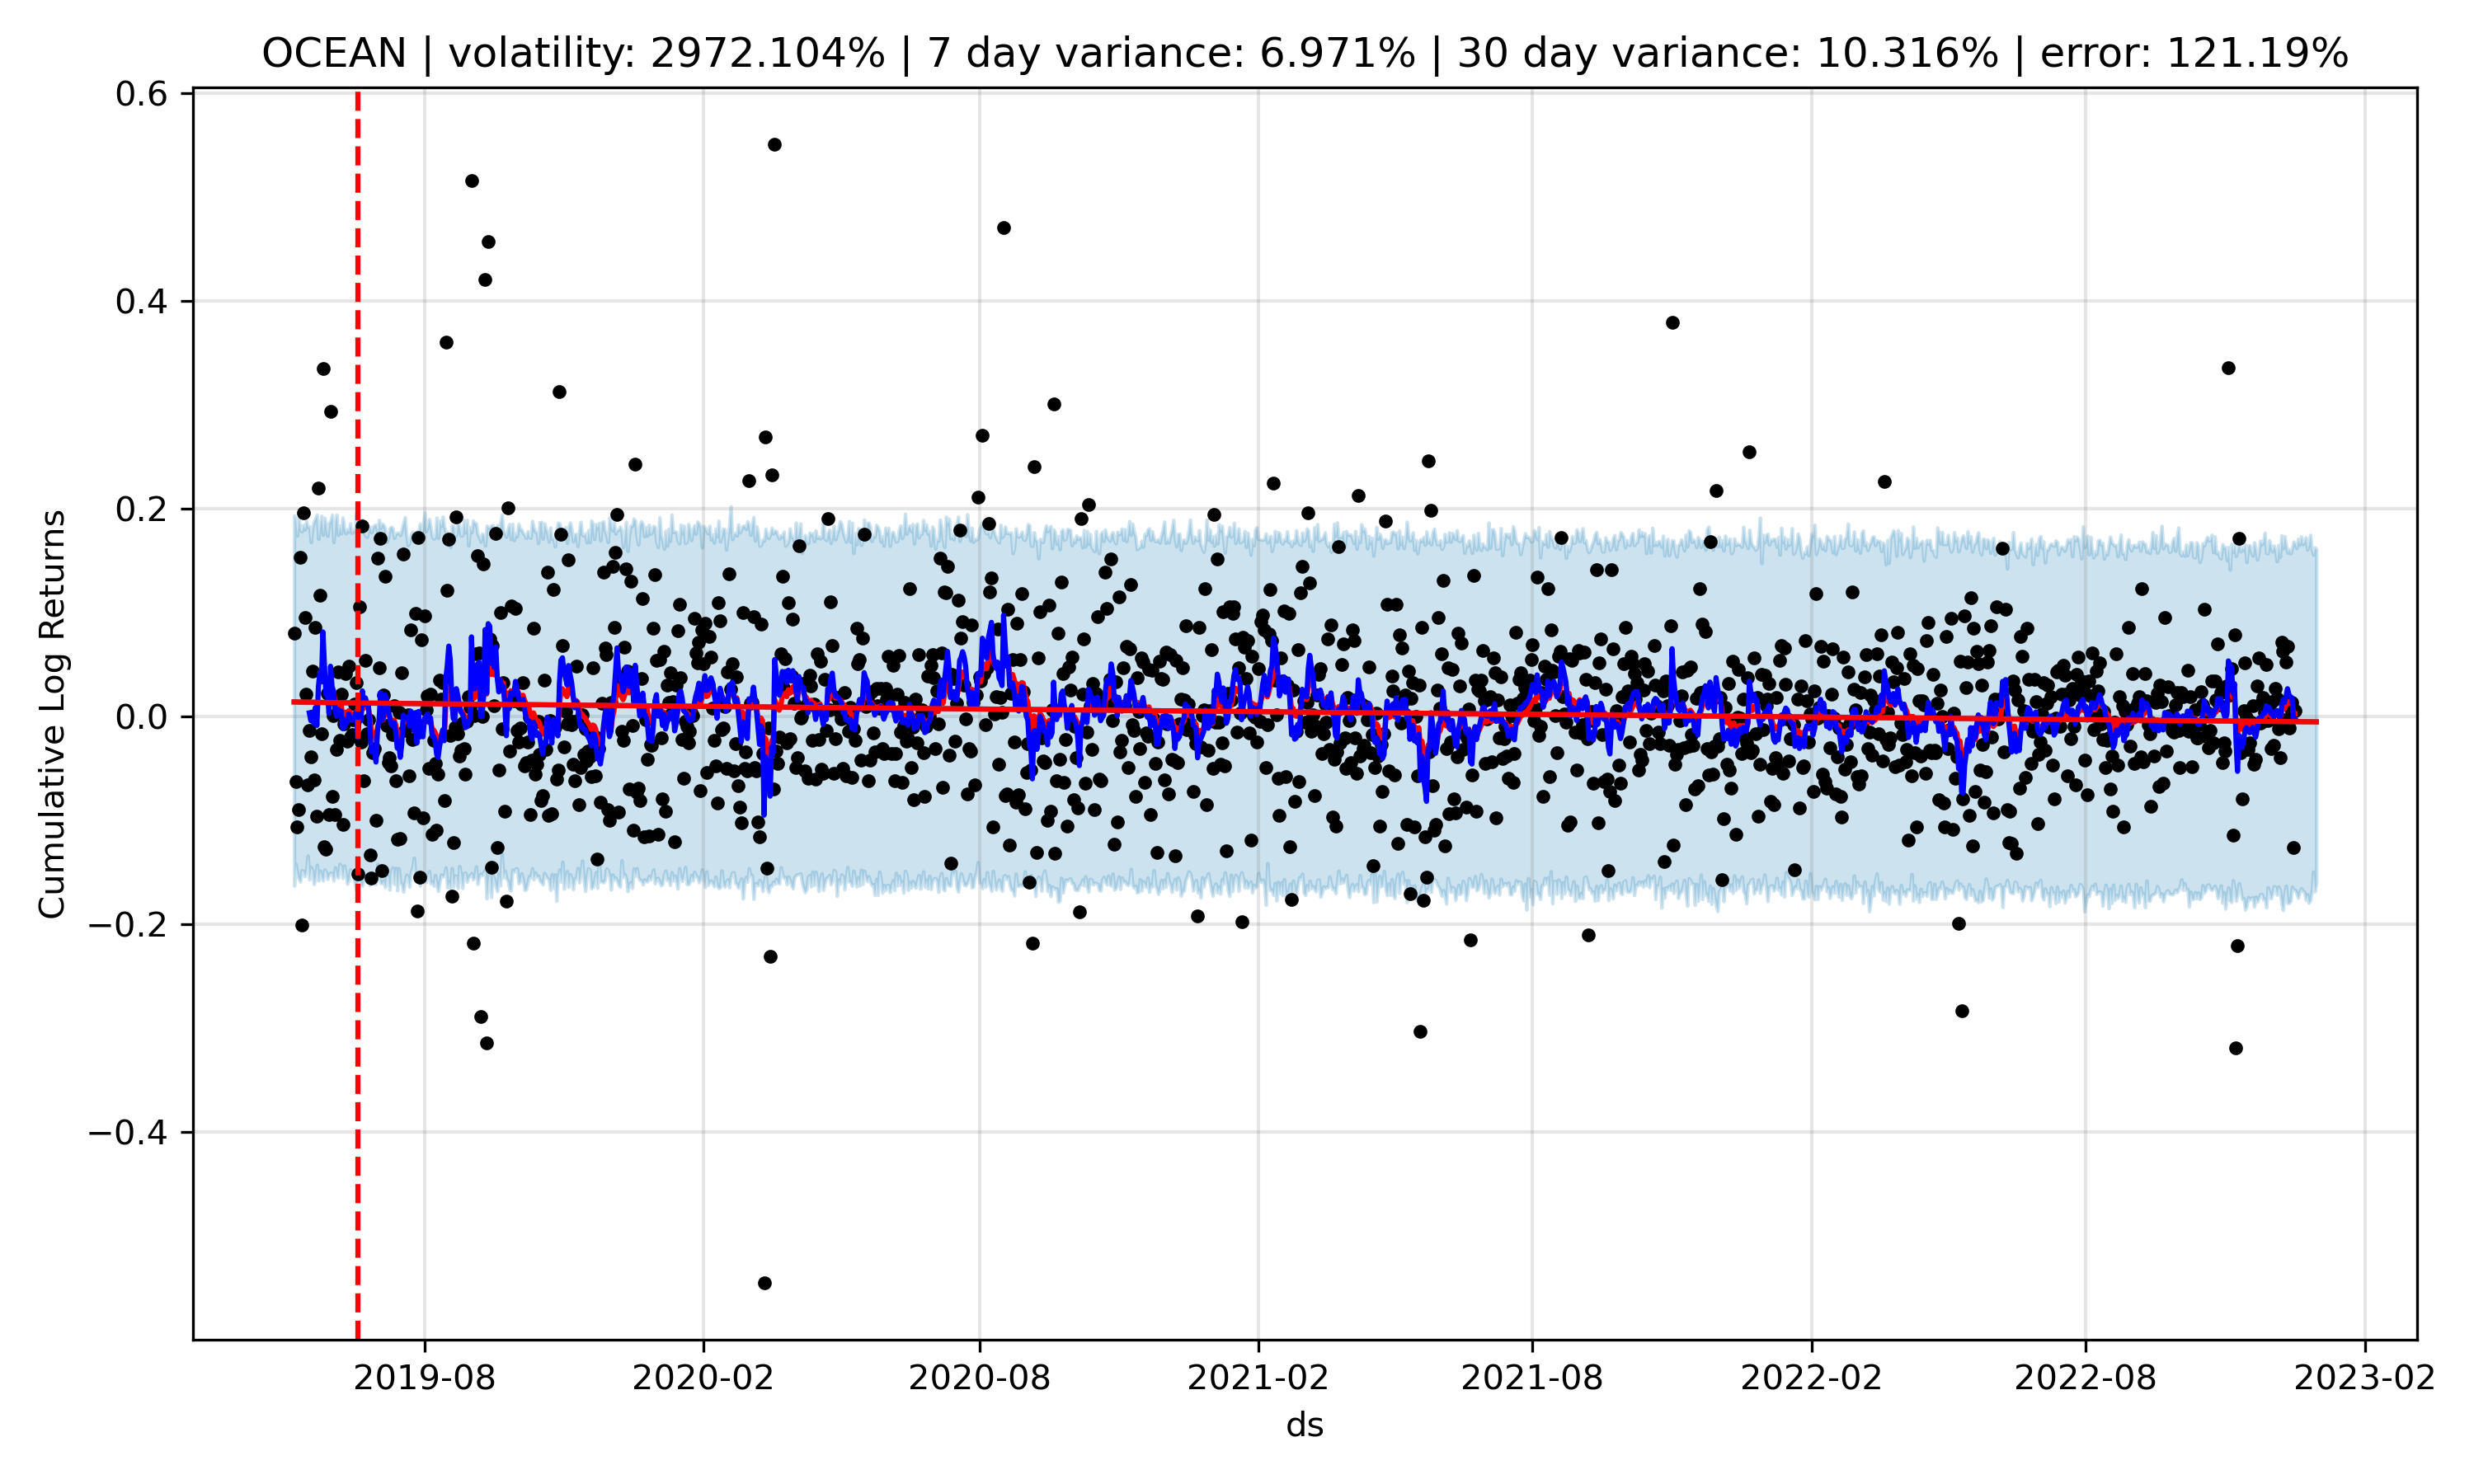 OCEAN | volatility: 2972.104% | 7 day variance: 6.971% | 30 day variance: 10.316% | error: 121.19%
0.6
0.4
0.2
0.0
−0.2
−0.4
Cumulative Log Returns
2019-08 2020-02 2020-08 2021-02 2021-08 2022-02 2022-08 2023-02
ds